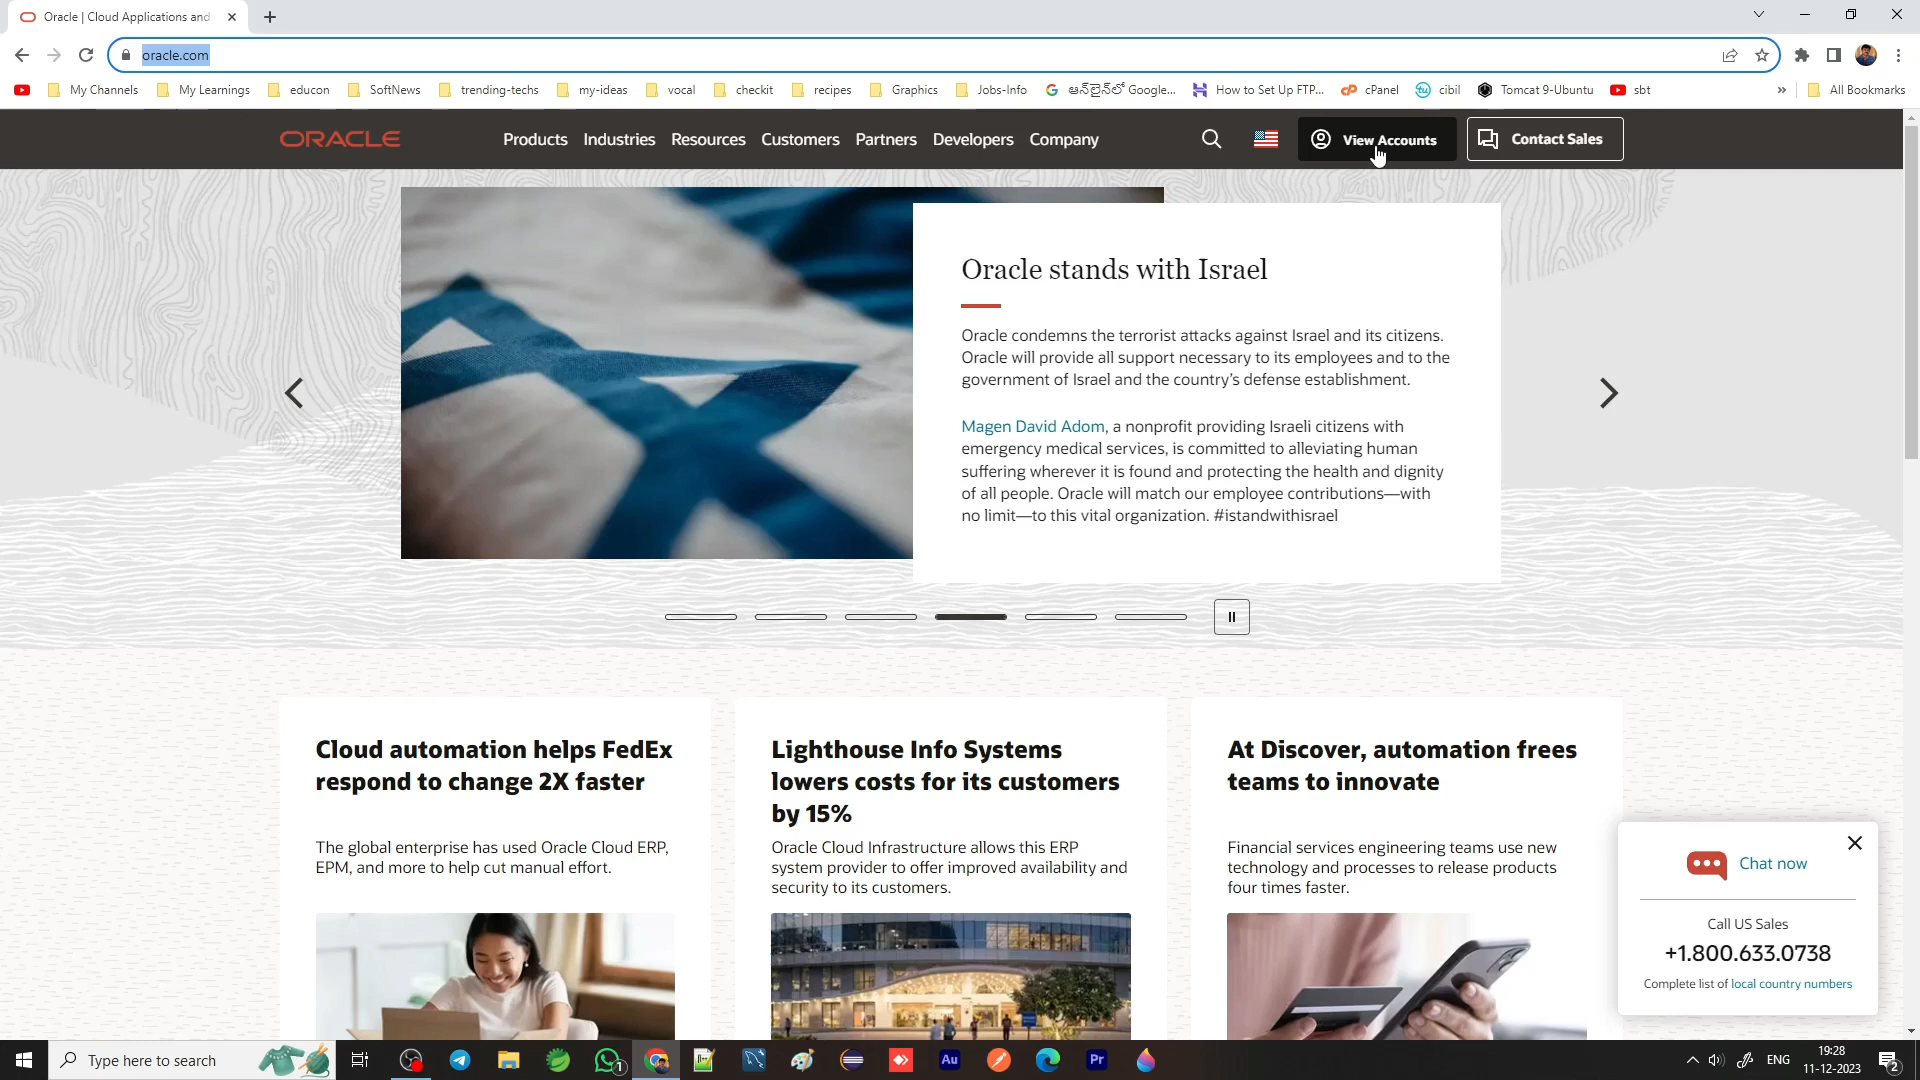 Oracle | Cloud Applications and
oracle.com
My Channels
My Learnings
educon
SoftNews
trending-techs
my-ideas
vocal
checkit
recipes
Graphics
Jobs-Info
ఆన్‌లైన్‌లో Google...
How to Set Up FTP...
cPanel
cibil
Tomcat 9-Ubuntu
sbt
All Bookmarks
ORACLE
Products
Industries
Resources
Customers
Partners
Developers
Company
View Accounts
Contact Sales
Oracle stands with Israel
Oracle condemns the terrorist attacks against Israel and its citizens.
Oracle will provide all support necessary to its employees and to the
government of Israel and the country's defense establishment.
Magen David Adom, a nonprofit providing Israeli citizens with
emergency medical services, is committed to alleviating human
suffering wherever it is found and protecting the health and dignity
of all people. Oracle will match our employee contributions—with
no limit—to this vital organization. #istandwithisrael
Cloud automation helps FedEx
respond to change 2X faster
The global enterprise has used Oracle Cloud ERP,
EPM, and more to help cut manual effort.
Lighthouse Info Systems
lowers costs for its customers
by 15%
Oracle Cloud Infrastructure allows this ERP
system provider to offer improved availability and
security to its customers.
At Discover, automation frees
teams to innovate
Financial services engineering teams use new
technology and processes to release products
four times faster.
Chat now
Call US Sales
+1.800.633.0738
Complete list of local country numbers
Type here to search
1
Au
Pr
ENG
19:28
11-12-2023
2